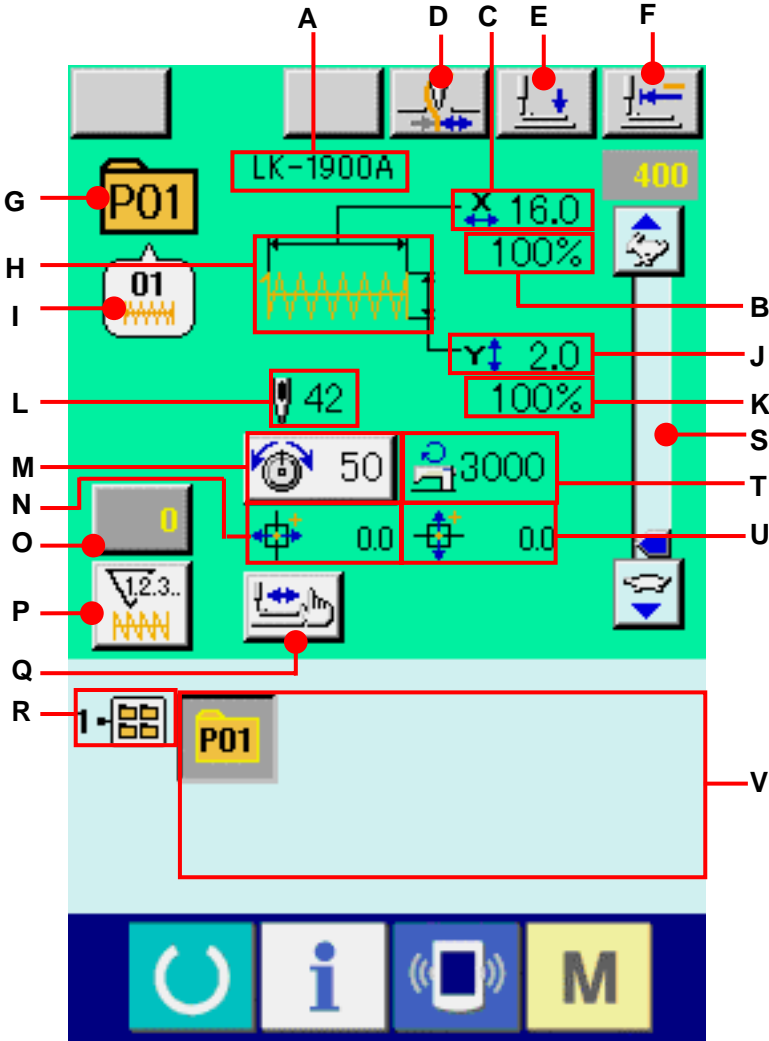 A D C E F
LK-1900A
400
G P01
X 16.0
H 100%
I 01 B
Y 2.0 J
L 42 100% K
S
M 50 3000 T
N
O 0 0.0 0.0 U
P 1.2.3..
Q
R 1
P01
V
i M